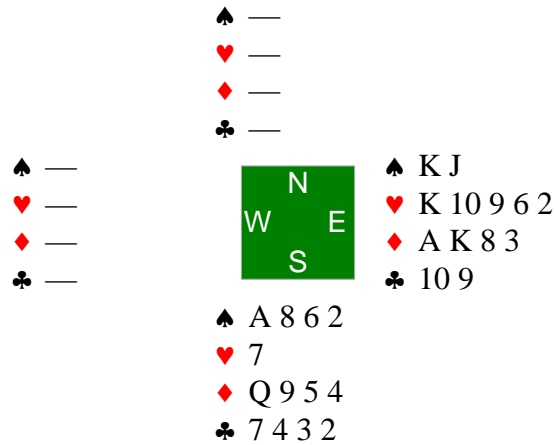 ♠ —
♥ —
♦ —
♣ —
♠ —
♥ —
♦ —
♣ —
N
W E
S
♠ K J
♥ K 10 9 6 2
♦ A K 8 3
♣ 10 9
♠ A 8 6 2
♥ 7
♦ Q 9 5 4
♣ 7 4 3 2